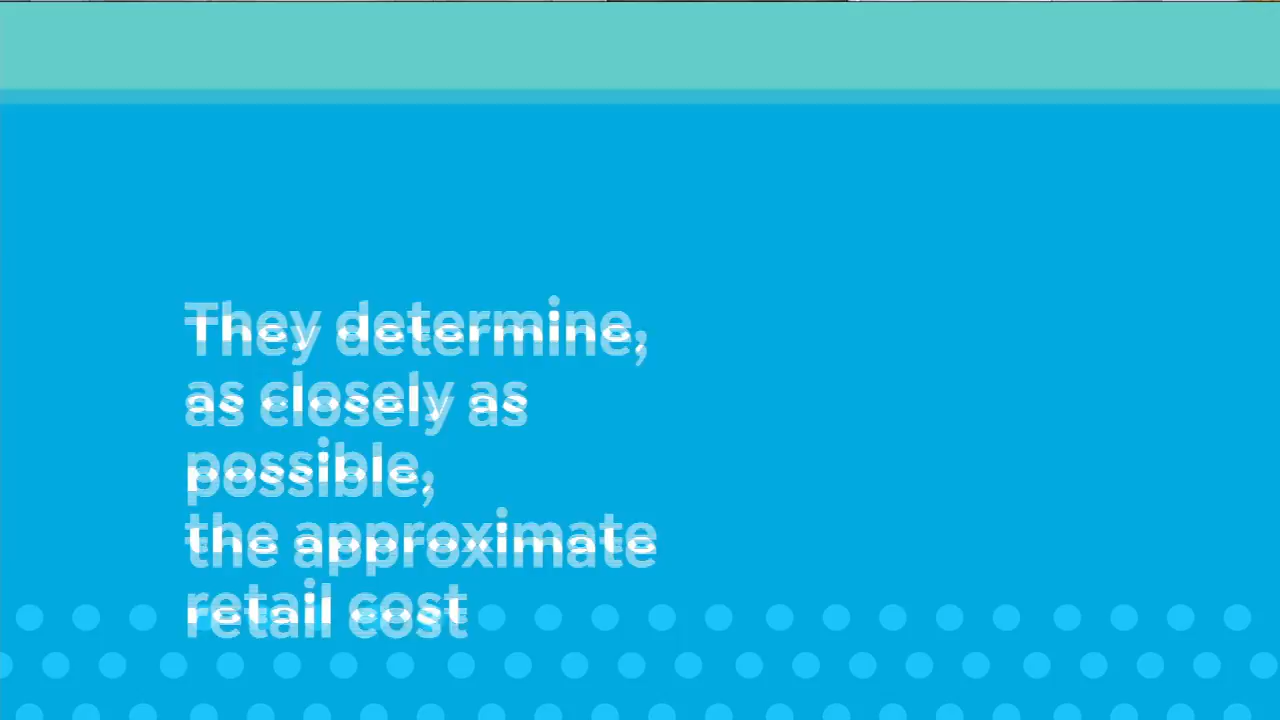 They determine,
as closely as
possible,
the approximate
retail cost